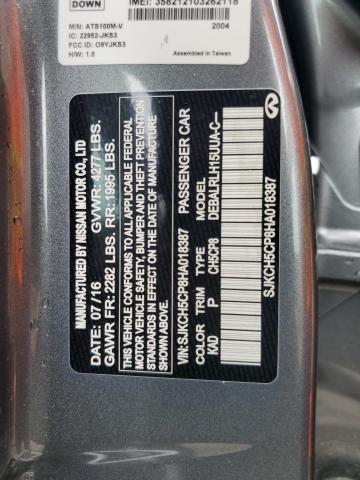 DOWN
IMEI: 358212103262118
M/N: ATS100M-V
2004
IC: 22952-JKS3
FCC ID: O9YJKS3
H/W: 1.0
Assembled in Taiwan
MFD BY: NISSAN MOTOR CO., LTD
DATE: 07/16 GVWR: 4277 LBS.
GAWR FR: 2282 LBS. RR: 1995 LBS.
THIS VEHICLE CONFORMS TO ALL APPLICABLE FEDERAL
MOTOR VEHICLE SAFETY, BUMPER AND THEFT PREVENTION
STANDARDS IN EFFECT ON THE DATE OF MANUFACTURE
SHOWN ABOVE.
VIN: SJKCH5CP8HA018387 PASSENGER CAR
COLOR TRIM TYPE MODEL
KAD P CH5CP8 DEBALRLH15UUA-C--
SJKCH5CP8HA018387